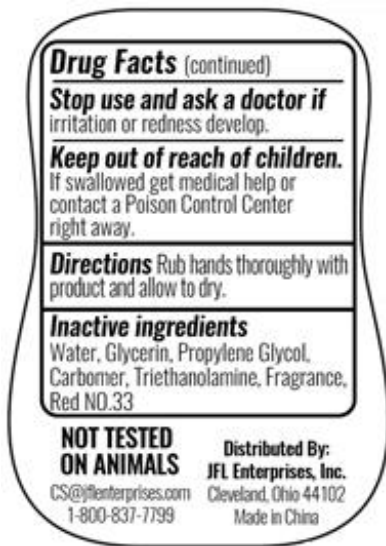 Drug Facts (continued)
Stop use and ask a doctor if
irritation or redness develop.
Keep out of reach of children.
If swallowed get medical help or
contact a Poison Control Center
right away.
Directions Rub hands thoroughly with
product and allow to dry.
Inactive ingredients
Water, Glycerin, Propylene Glycol,
Carbomer, Triethanolamine, Fragrance,
Red NO.33
NOT TESTED
ON ANIMALS
CS@jflenterprises.com
1-800-837-7799
Distributed By:
JFL Enterprises, Inc.
Cleveland, Ohio 44102
Made in China